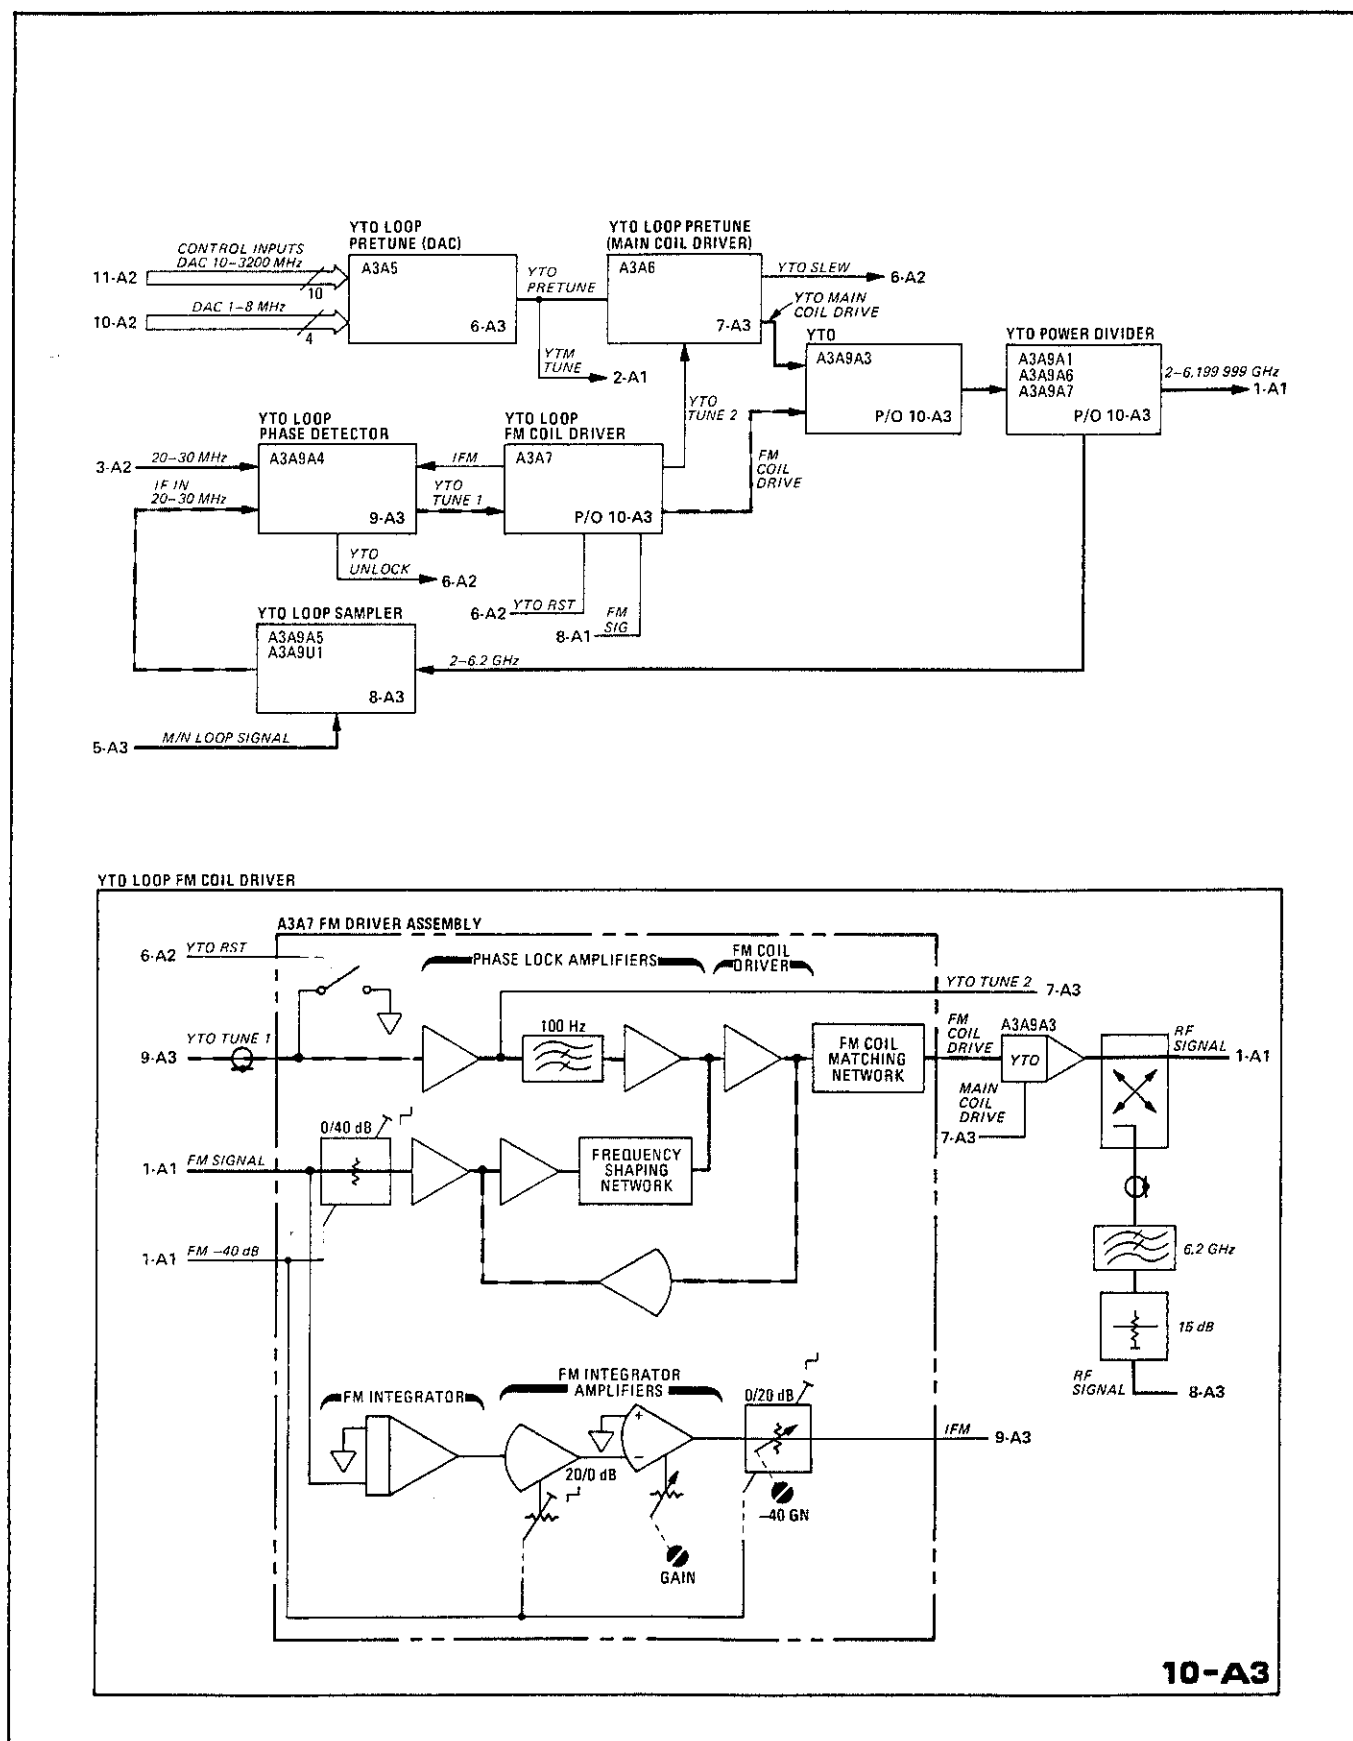 YTO LOOP
PRETUNE (DAC)
YTO LOOP PRETUNE
(MAIN COIL DRIVER)
CONTROL INPUTS
DAC 10–3200 MHz
11-A2
10
A3A5
6-A3
YTO
PRETUNE
A3A6
7-A3
YTO SLEW
6-A2
YTO MAIN
COIL DRIVE
DAC 1–8 MHz
10-A2
4
YTM
TUNE
2-A1
YTO
TUNE 2
YTO
A3A9A3
P/O 10-A3
YTO POWER DIVIDER
A3A9A1
A3A9A6
A3A9A7
P/O 10-A3
2–6.199 999 GHz
1-A1
YTO LOOP
PHASE DETECTOR
YTO LOOP
FM COIL DRIVER
3-A2
20–30 MHz
IF IN
20–30 MHz
A3A9A4
9-A3
IFM
YTO
TUNE 1
A3A7
P/O 10-A3
FM
COIL
DRIVE
YTO
UNLOCK
6-A2
6-A2
YTO RST
8-A1
FM
SIG
YTO LOOP SAMPLER
A3A9A5
A3A9U1
8-A3
2–6.2 GHz
5-A3
M/N LOOP SIGNAL
YTO LOOP FM COIL DRIVER
A3A7 FM DRIVER ASSEMBLY
6-A2
YTO RST
PHASE LOCK AMPLIFIERS
FM COIL
DRIVER
YTO TUNE 2
7-A3
9-A3
YTO TUNE 1
100 Hz
FM COIL
MATCHING
NETWORK
FM
COIL
DRIVE
A3A9A3
YTO
RF
SIGNAL
1-A1
MAIN
COIL
DRIVE
7-A3
0/40 dB
1-A1
FM SIGNAL
FREQUENCY
SHAPING
NETWORK
1-A1
FM –40 dB
6.2 GHz
16 dB
RF
SIGNAL
8-A3
FM INTEGRATOR
FM INTEGRATOR
AMPLIFIERS
0/20 dB
+
–
20/0 dB
IFM
9-A3
–40 GN
GAIN
10-A3